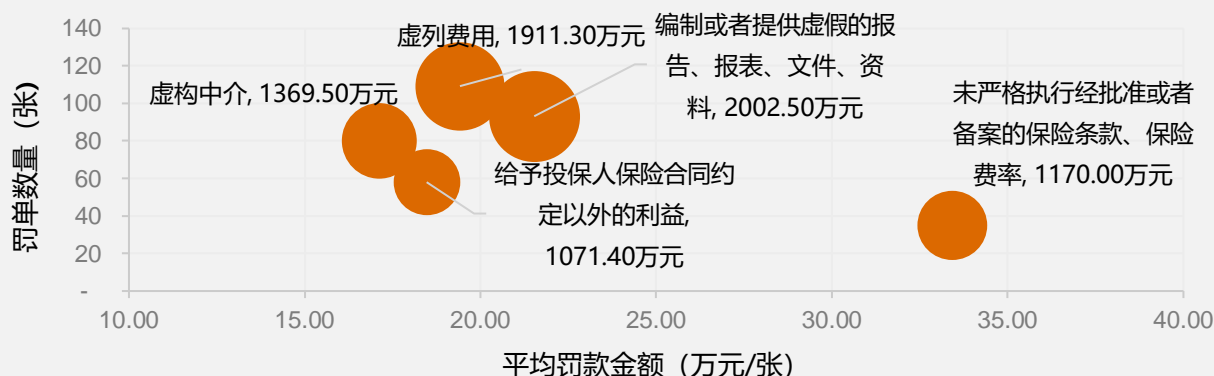 140
120
100
80
60
40
20
-
罚单数量（张）
虚列费用, 1911.30万元
虚构中介, 1369.50万元
编制或者提供虚假的报
告、报表、文件、资
料, 2002.50万元
未严格执行经批准或者
备案的保险条款、保险
费率, 1170.00万元
给予投保人保险合同约
定以外的利益,
1071.40万元
10.00
15.00
20.00
25.00
30.00
35.00
40.00
平均罚款金额（万元/张）